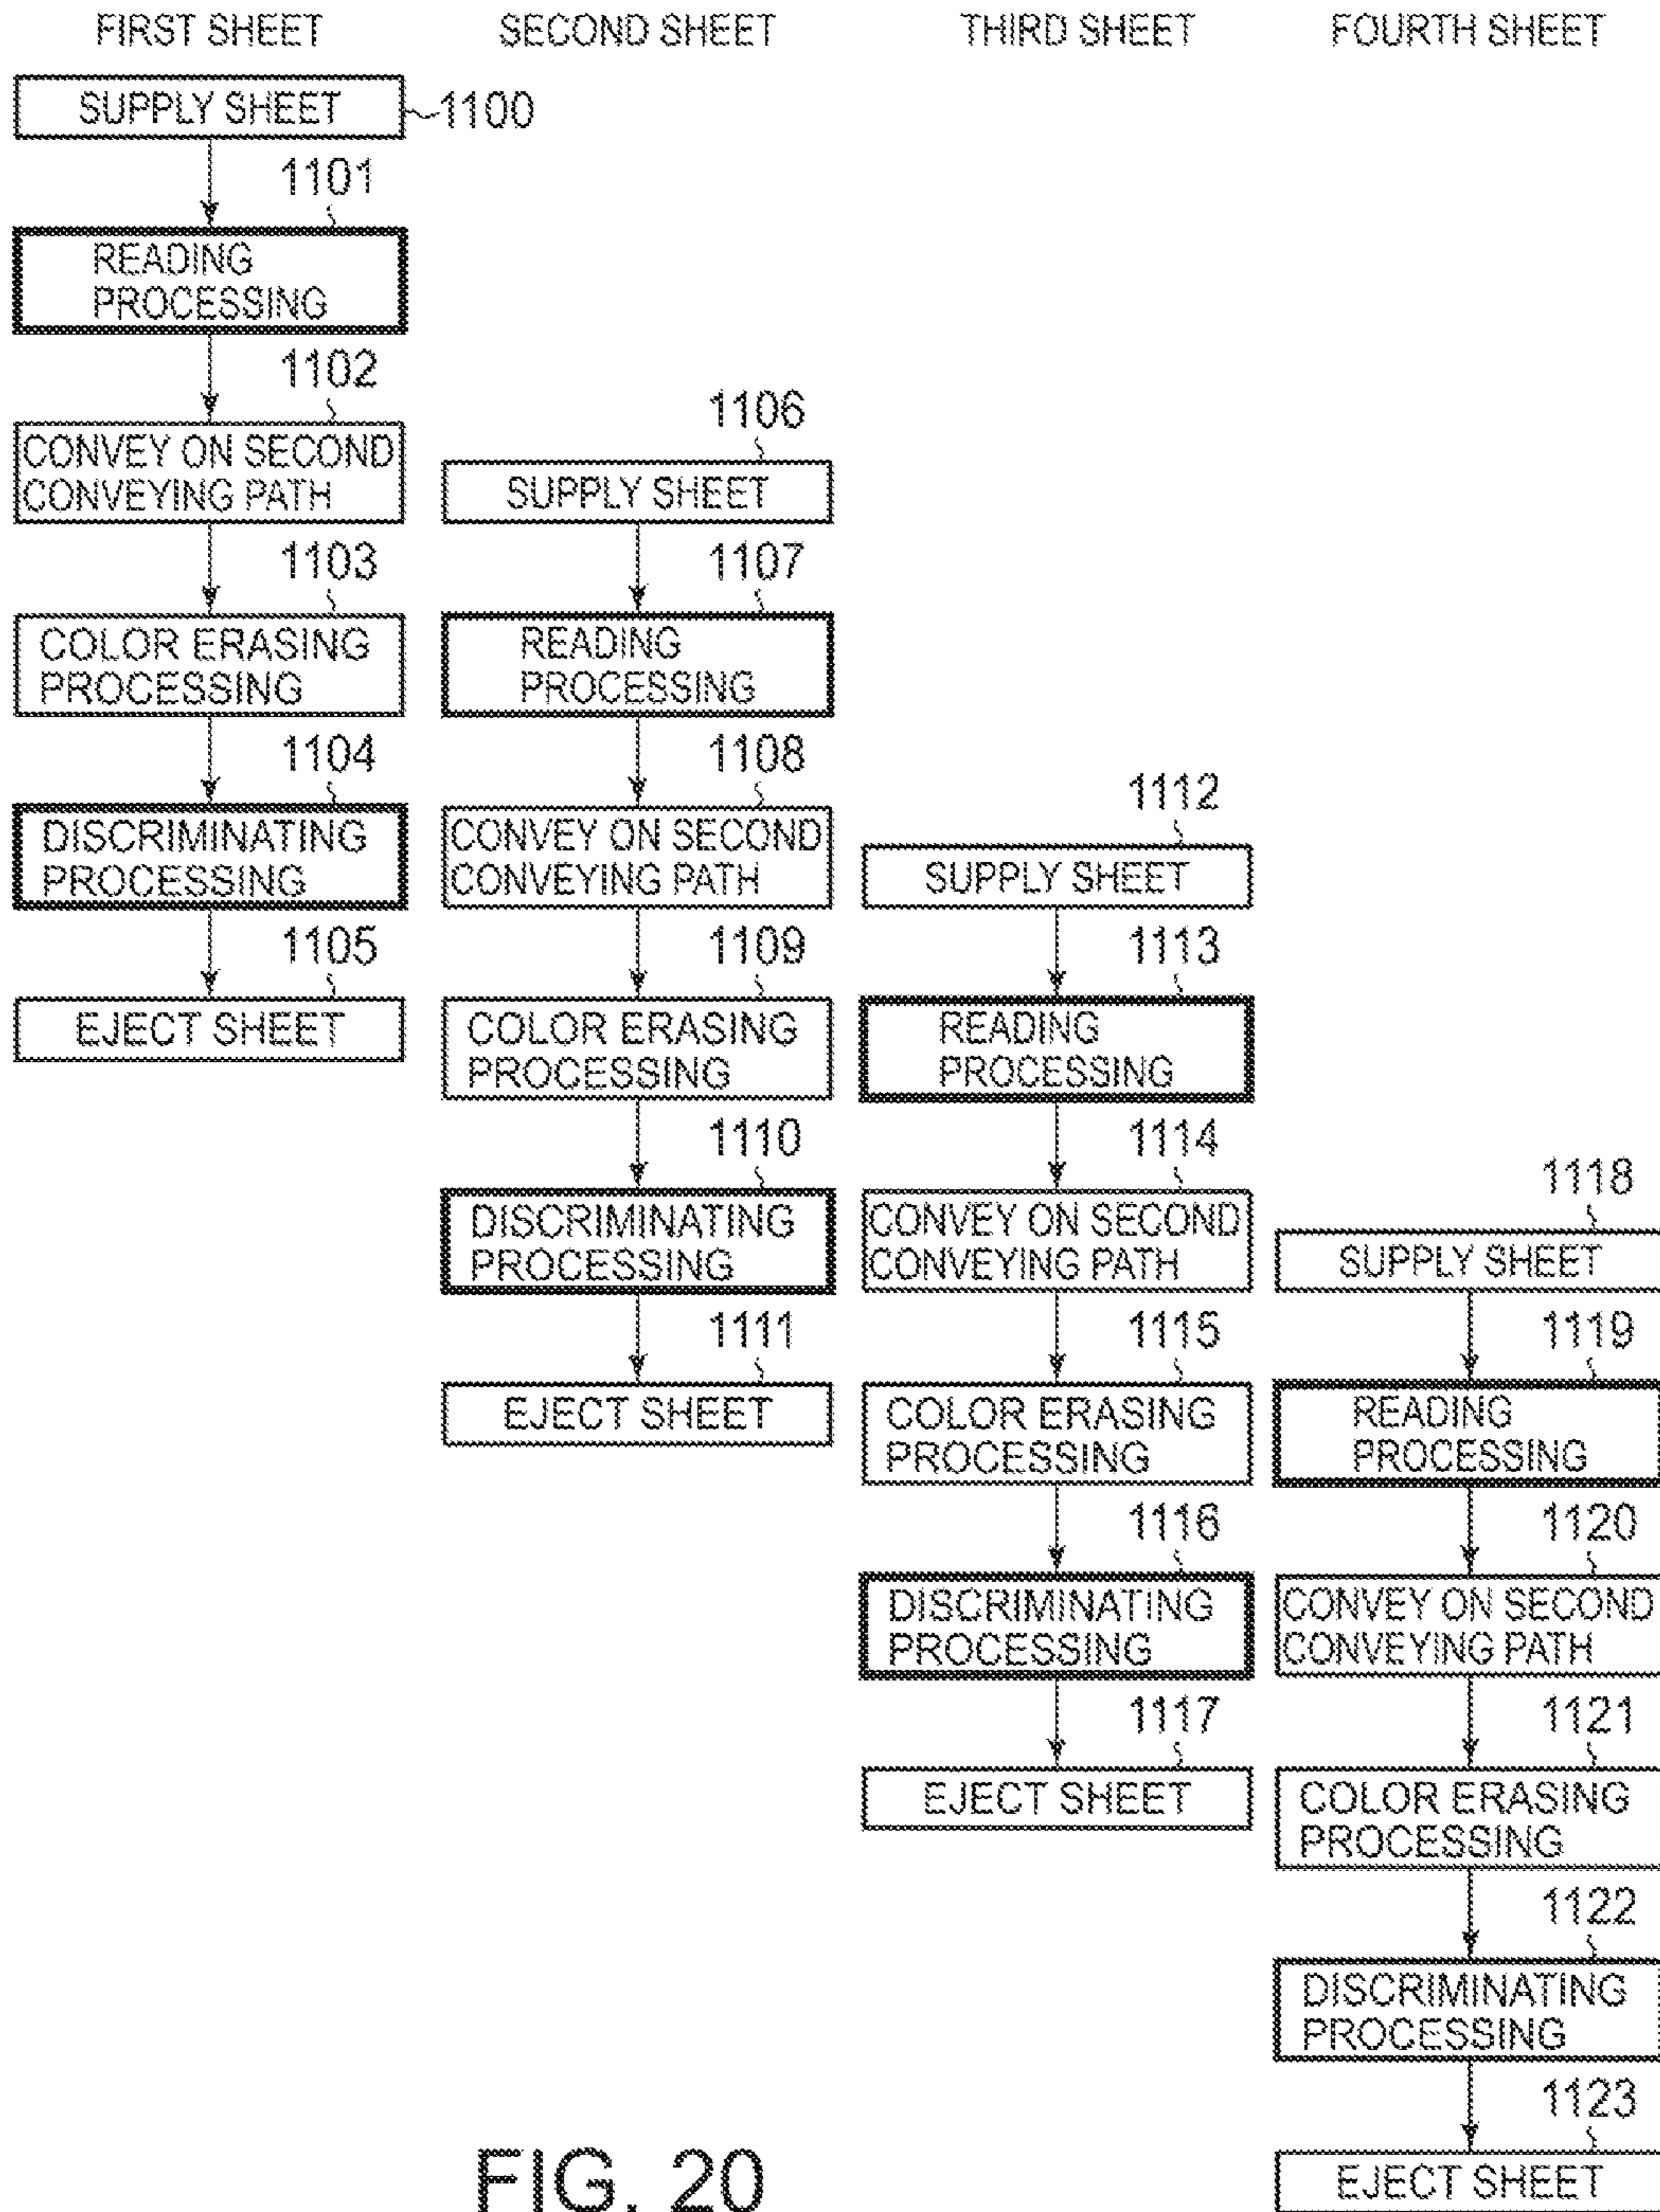 FIRST SHEET
SUPPLY SHEET
1100
1101
READING
PROCESSING
1102
CONVEY ON SECOND
CONVEYING PATH
1103
COLOR ERASING
PROCESSING
1104
DISCRIMINATING
PROCESSING
1105
EJECT SHEET
SECOND SHEET
1106
SUPPLY SHEET
1107
READING
PROCESSING
1108
CONVEY ON SECOND
CONVEYING PATH
1109
COLOR ERASING
PROCESSING
1110
DISCRIMINATING
PROCESSING
1111
EJECT SHEET
THIRD SHEET
1112
SUPPLY SHEET
1113
READING
PROCESSING
1114
CONVEY ON SECOND
CONVEYING PATH
1115
COLOR ERASING
PROCESSING
1116
DISCRIMINATING
PROCESSING
1117
EJECT SHEET
FOURTH SHEET
1118
SUPPLY SHEET
1119
READING
PROCESSING
1120
CONVEY ON SECOND
CONVEYING PATH
1121
COLOR ERASING
PROCESSING
1122
DISCRIMINATING
PROCESSING
1123
EJECT SHEET
FIG. 20